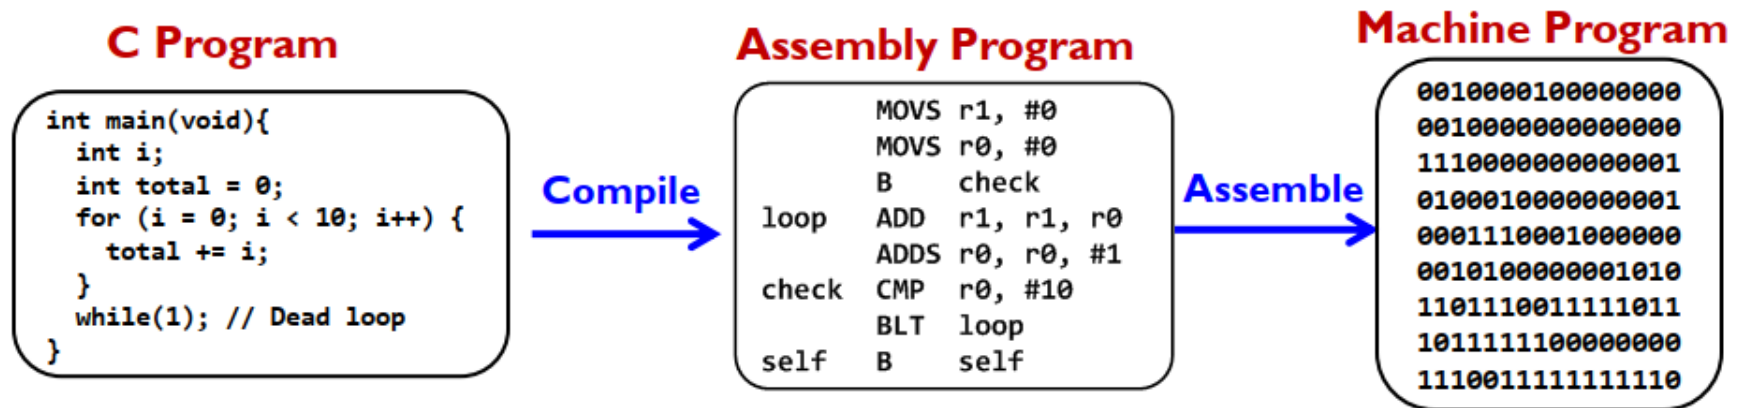 C Program
int main(void){
  int i;
  int total = 0;
  for (i = 0; i < 10; i++) {
    total += i;
  }
  while(1); // Dead loop
}
Compile
Assembly Program
       MOVS r1, #0
       MOVS r0, #0
       B    check
loop   ADD  r1, r1, r0
       ADDS r0, r0, #1
check  CMP  r0, #10
       BLT  loop
self   B    self
Assemble
Machine Program
0010000100000000
0010000000000000
1110000000000001
0100010000000001
0001110001000000
0010100000001010
1101110011111011
1011111100000000
1110011111111110